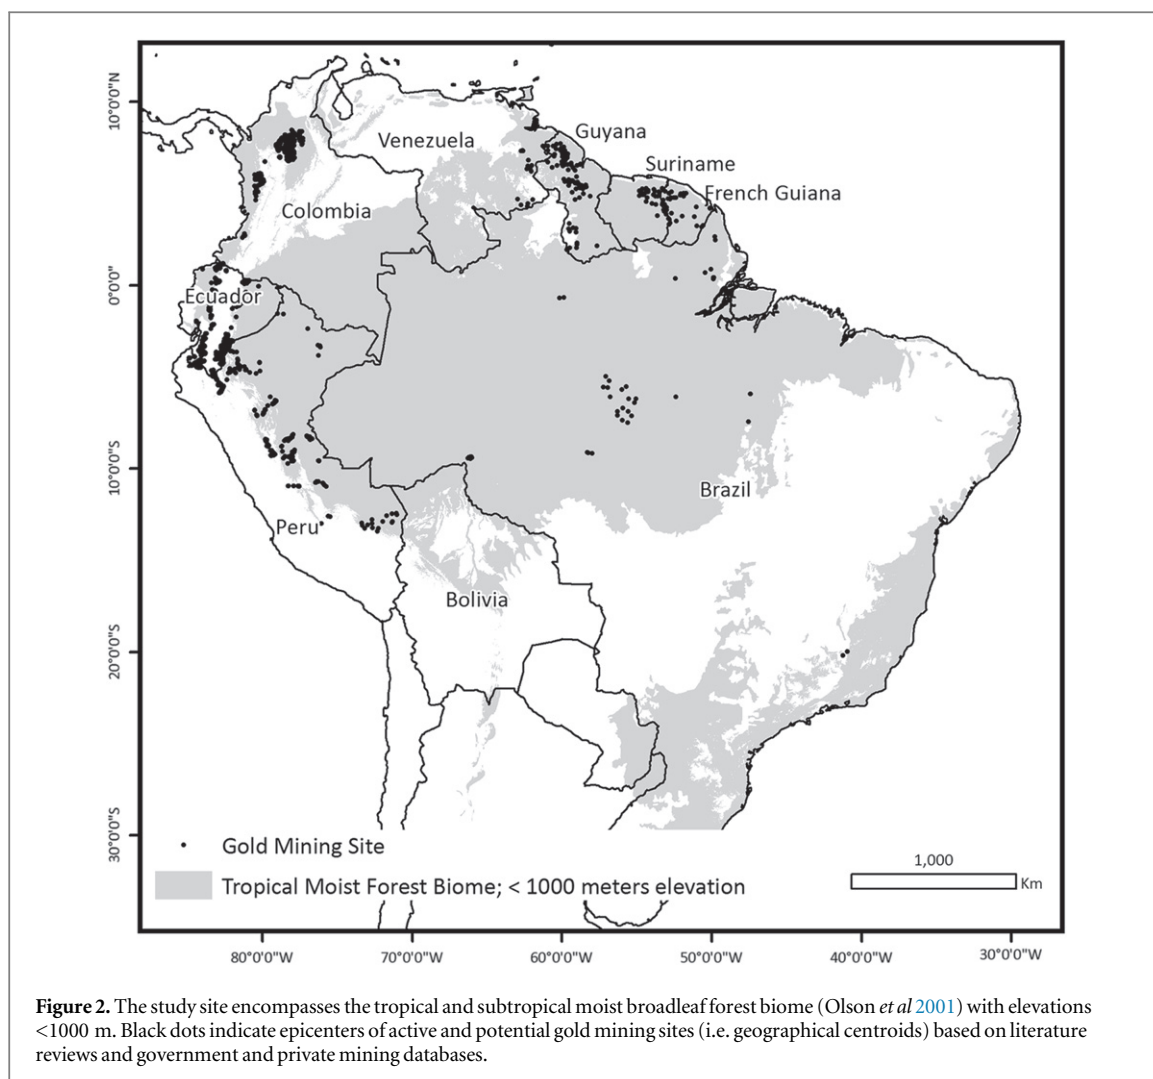 10°0'0"N
Venezuela
Guyana
Suriname
French Guiana
Colombia
0°0'0"
Ecuador
10°0'0"S
Brazil
Peru
Bolivia
20°0'0"S
30°0'0"S
Gold Mining Site
Tropical Moist Forest Biome; < 1000 meters elevation
1,000
Km
80°0'0"W 70°0'0"W 60°0'0"W 50°0'0"W 40°0'0"W 30°0'0"W
Figure 2. The study site encompasses the tropical and subtropical moist broadleaf forest biome (Olson et al 2001) with elevations
<1000 m. Black dots indicate epicenters of active and potential gold mining sites (i.e. geographical centroids) based on literature
reviews and government and private mining databases.